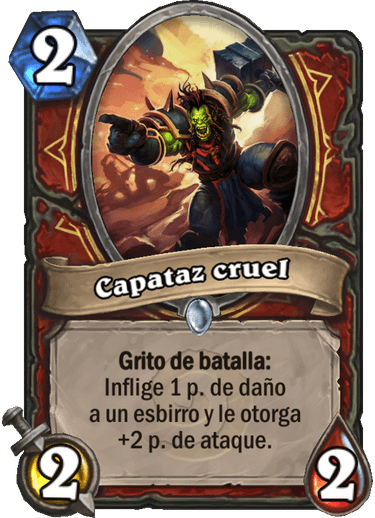 2
Capataz cruel
Grito de batalla:
Inflige 1 p. de daño
a un esbirro y le otorga
+2 p. de ataque.
2
2